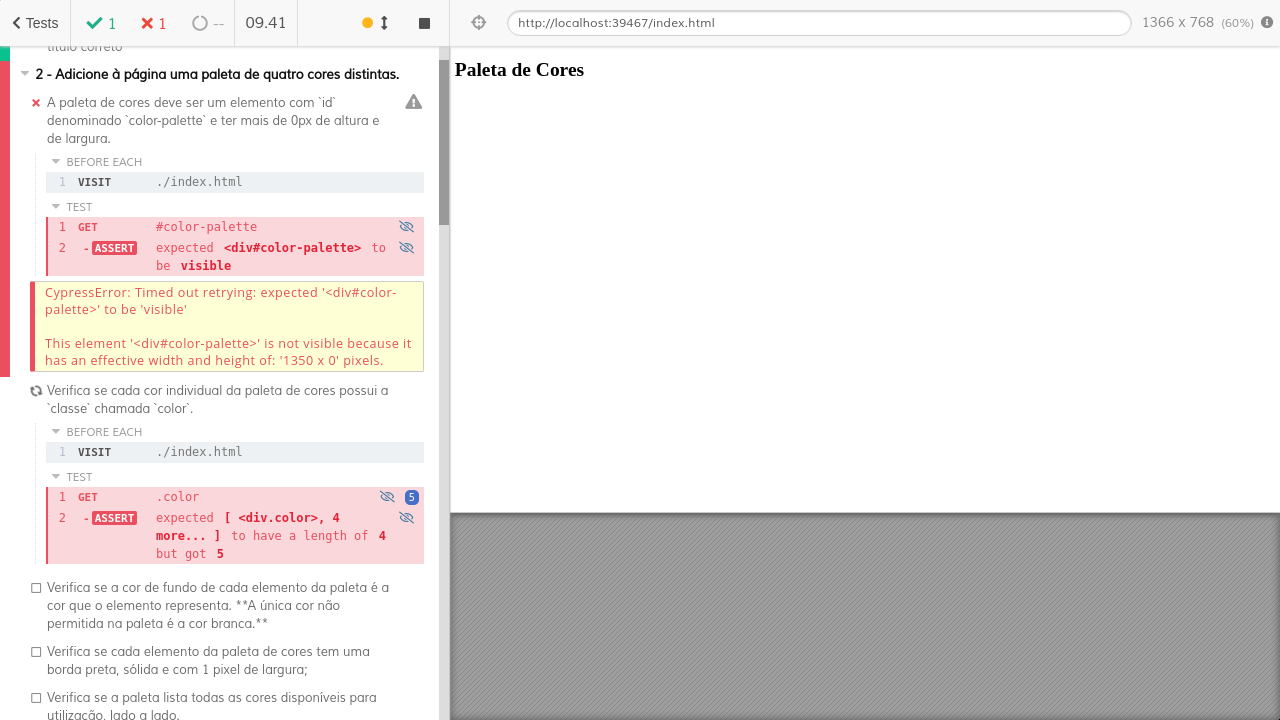 Tests 1 1 -- 09.41 http://localhost:39467/index.html 1366 x 768 (60%)
título correto
2 - Adicione à página uma paleta de quatro cores distintas.
A paleta de cores deve ser um elemento com `id`
denominado `color-palette` e ter mais de 0px de altura e
de largura.
BEFORE EACH
1 VISIT ./index.html
TEST
1 GET #color-palette
2 -ASSERT expected <div#color-palette> to
be visible
CypressError: Timed out retrying: expected '<div#color-
palette>' to be 'visible'
This element '<div#color-palette>' is not visible because it
has an effective width and height of: '1350 x 0' pixels.
Verifica se cada cor individual da paleta de cores possui a
`classe` chamada `color`.
BEFORE EACH
1 VISIT ./index.html
TEST
1 GET .color 5
2 -ASSERT expected [ <div.color>, 4
more... ] to have a length of 4
but got 5
Verifica se a cor de fundo de cada elemento da paleta é a
cor que o elemento representa. **A única cor não
permitida na paleta é a cor branca.**
Verifica se cada elemento da paleta de cores tem uma
borda preta, sólida e com 1 pixel de largura;
Verifica se a paleta lista todas as cores disponíveis para
utilização, lado a lado.
Paleta de Cores